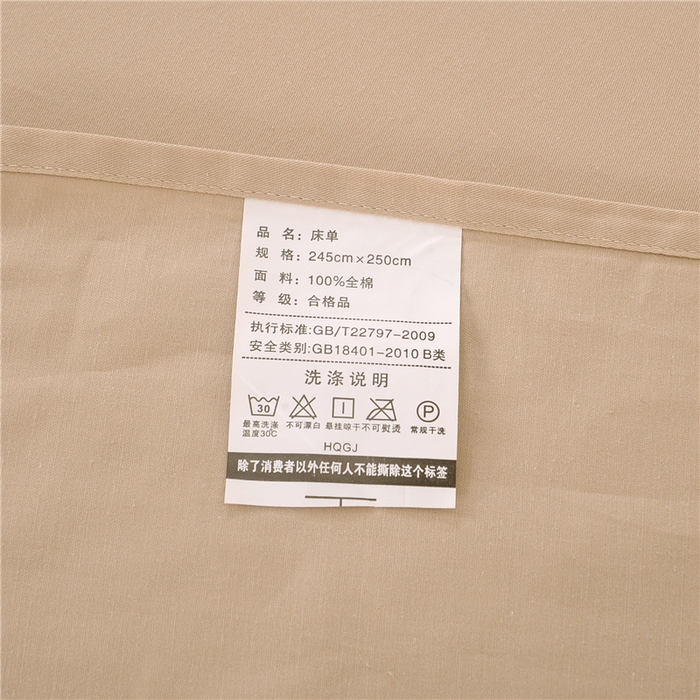 品 名：床单
规 格：245cm×250cm
面 料：100%全棉
等 级：合格品
执行标准:GB/T22797-2009
安全类别:GB18401-2010 B类
洗涤说明
30 P
最高洗涤温度30C 不可漂白 悬挂晾干 不可熨烫 常规干洗
HQGJ
除了消费者以外任何人不能撕除这个标签